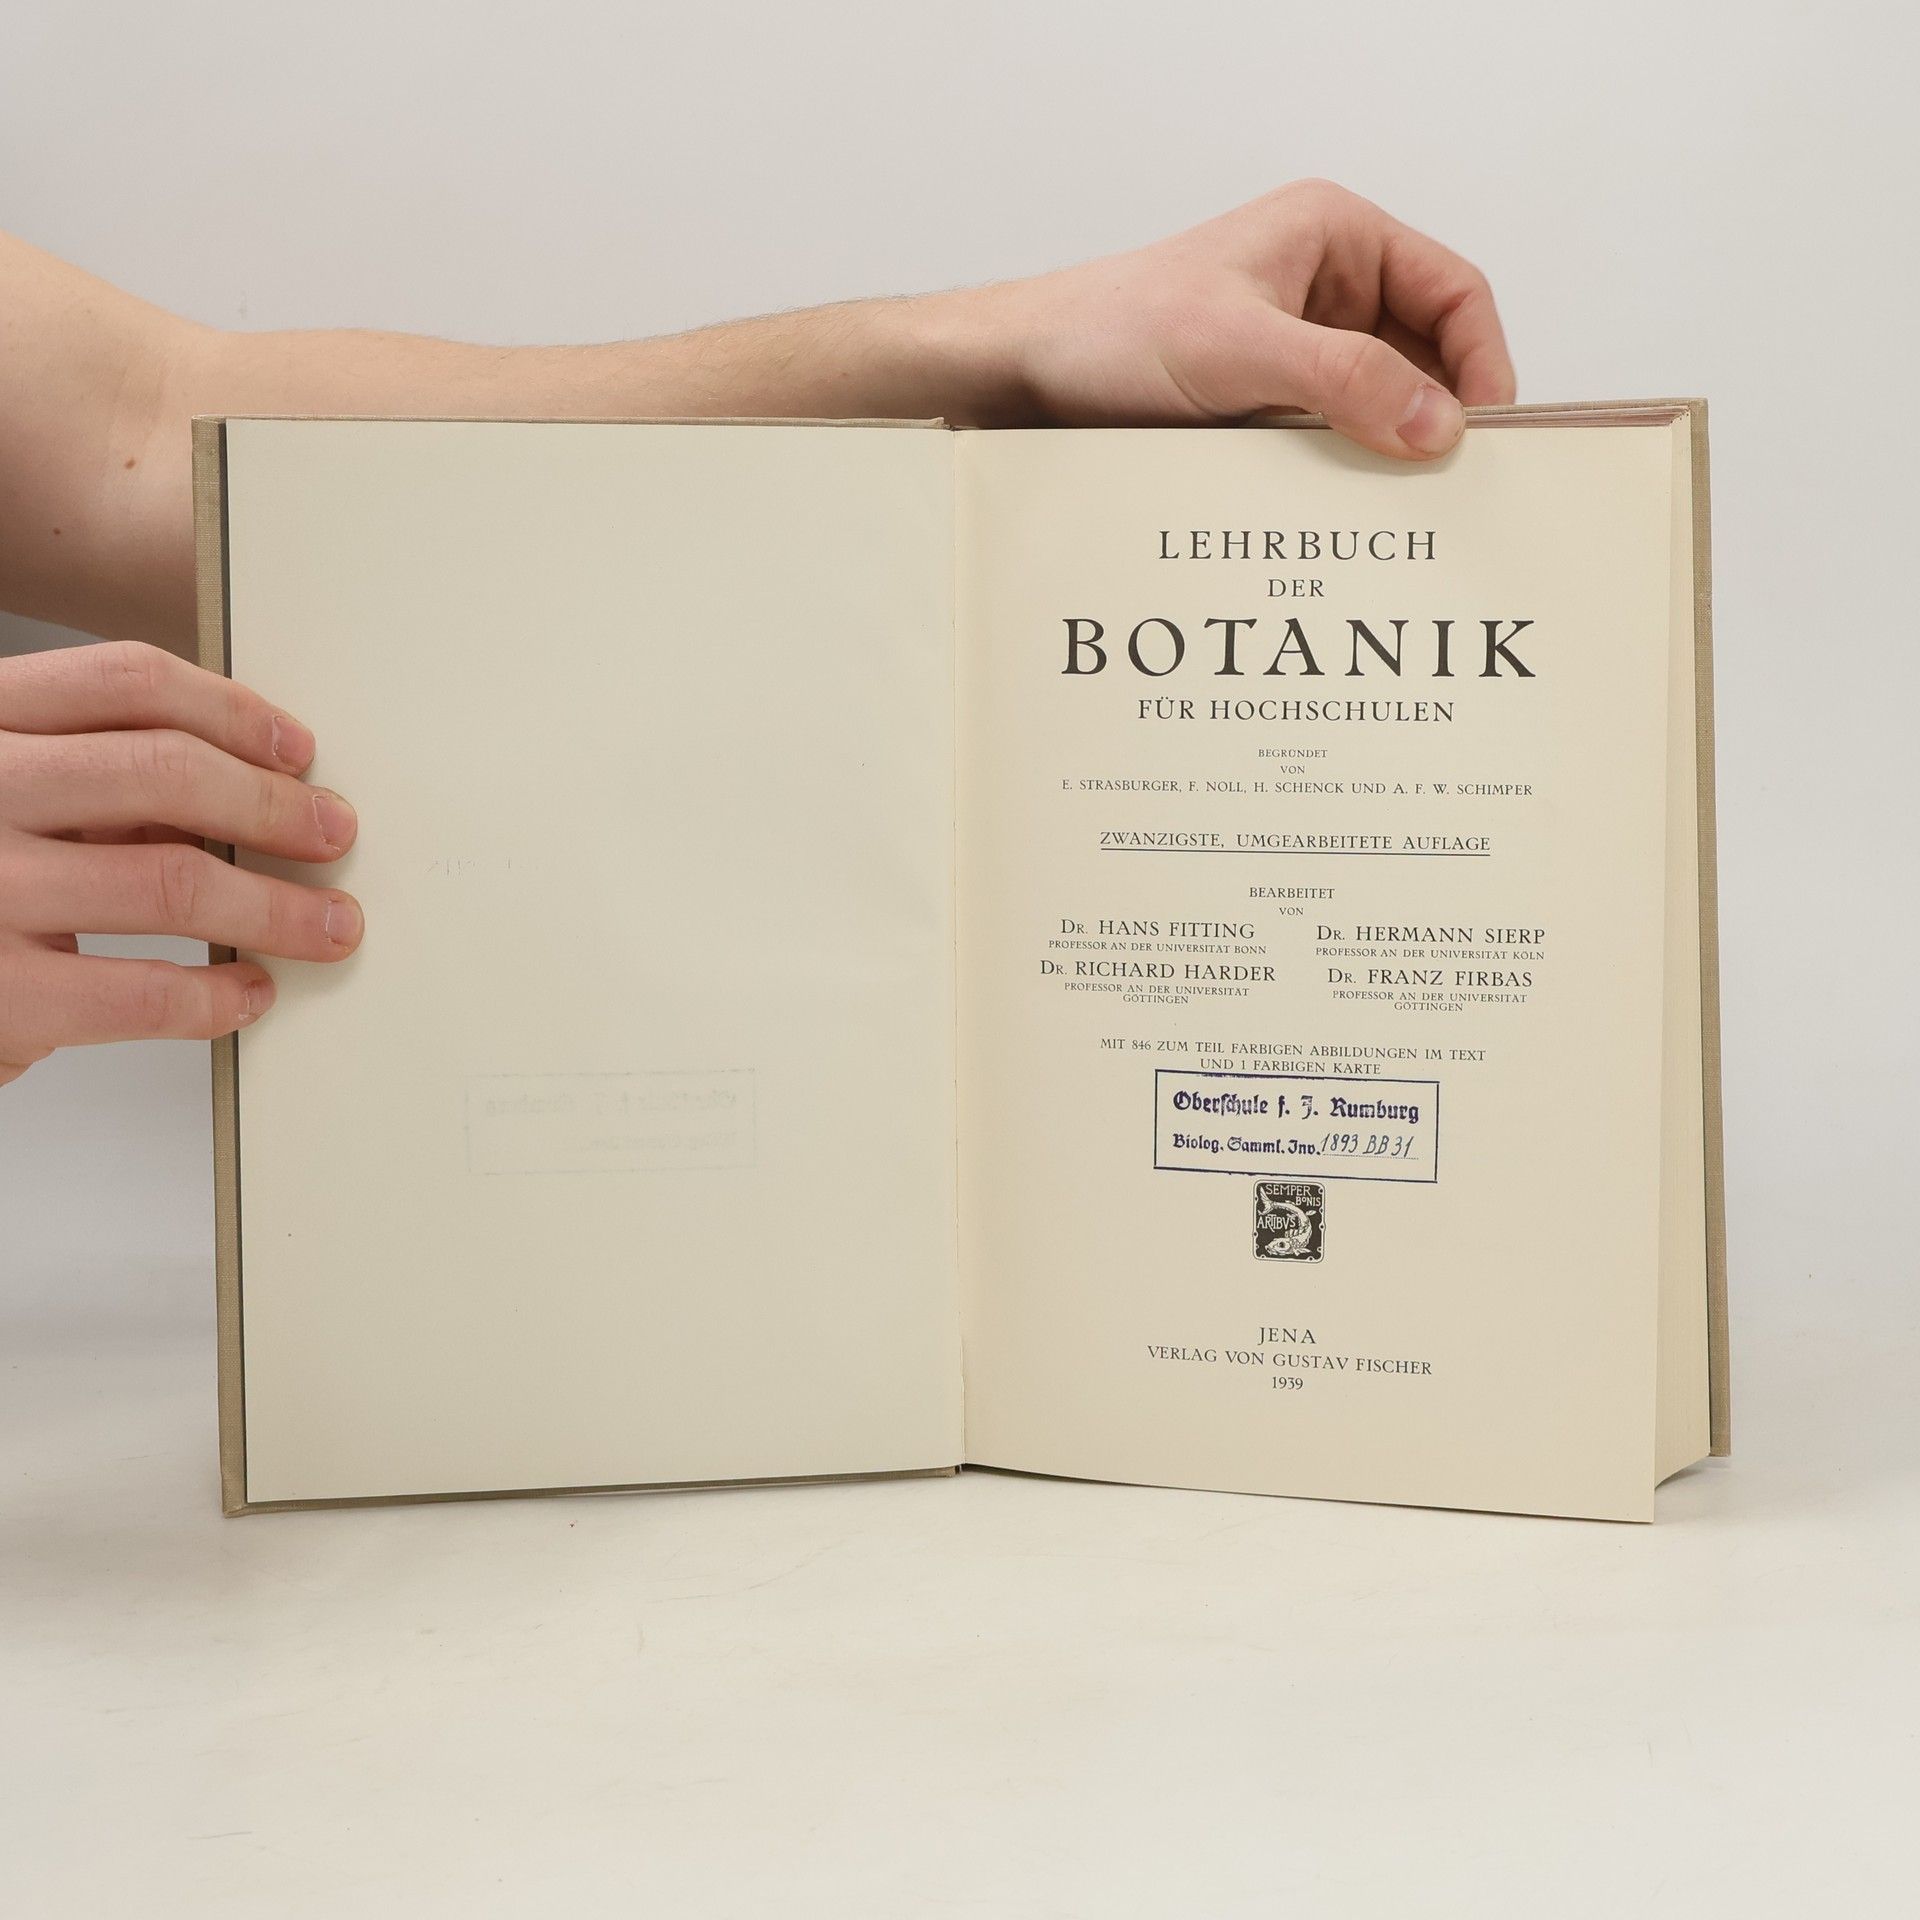 LEHRBUCH
DER
BOTANIK
FÜR HOCHSCHULEN
BEGRÜNDET
VON
E. STRASBURGER, F. NOLL, H. SCHENCK UND A. F. W. SCHIMPER
ZWANZIGSTE, UMGEARBEITETE AUFLAGE
BEARBEITET
VON
DR. HANS FITTING
PROFESSOR AN DER UNIVERSITÄT BONN
DR. HERMANN SIERP
PROFESSOR AN DER UNIVERSITÄT KÖLN
DR. RICHARD HARDER
PROFESSOR AN DER UNIVERSITÄT
GÖTTINGEN
DR. FRANZ FIRBAS
PROFESSOR AN DER UNIVERSITÄT
GÖTTINGEN
MIT 846 ZUM TEIL FARBIGEN ABBILDUNGEN IM TEXT
UND 1 FARBIGEN KARTE
Oberschule f. J. Rumburg
Biolog. Samml. Inv. 1893 BB 31
SEMPER
BONIS
ARTIBVS
JENA
VERLAG VON GUSTAV FISCHER
1939